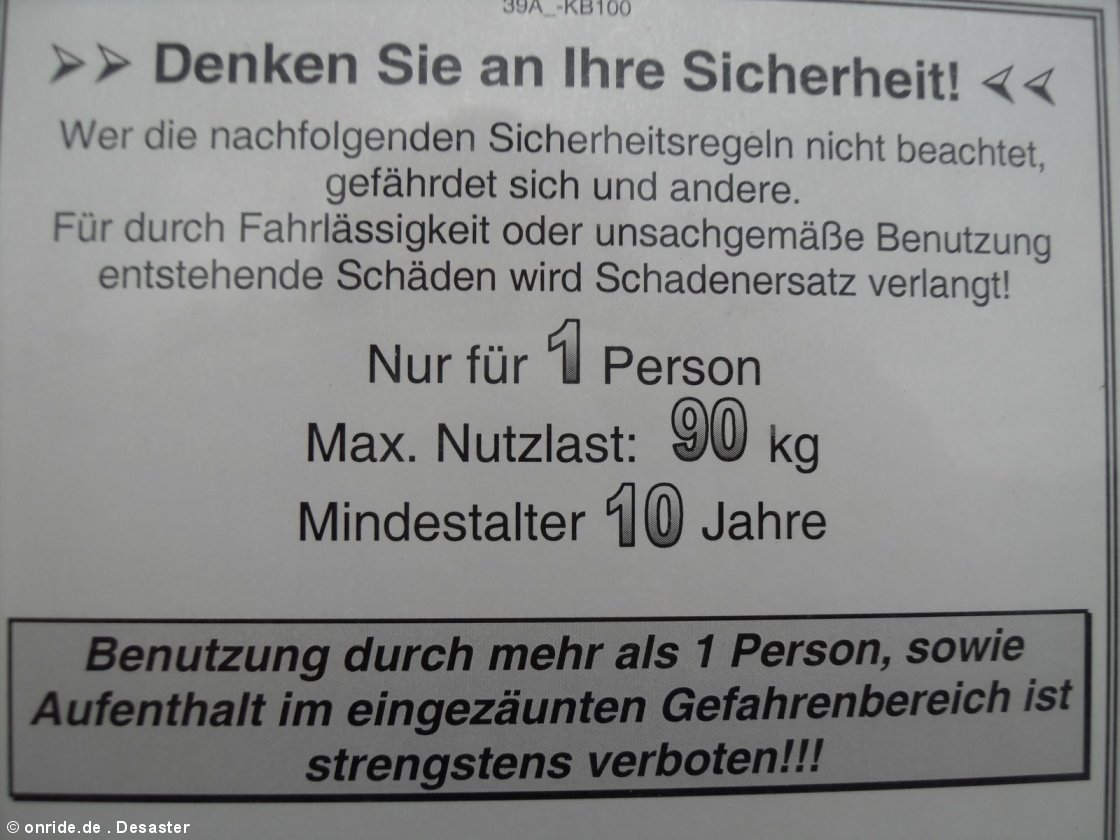 39A_-KB100
Denken Sie an Ihre Sicherheit!
Wer die nachfolgenden Sicherheitsregeln nicht beachtet,
gefährdet sich und andere.
Für durch Fahrlässigkeit oder unsachgemäße Benutzung
entstehende Schäden wird Schadenersatz verlangt!
Nur für 1 Person
Max. Nutzlast: 90 kg
Mindestalter 10 Jahre
Benutzung durch mehr als 1 Person, sowie
Aufenthalt im eingezäunten Gefahrenbereich ist
strengstens verboten!!!
© onride.de . Desaster